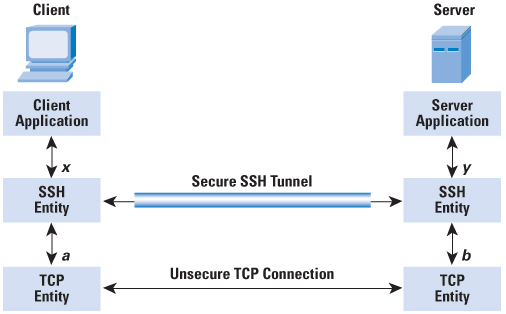 Client
Server
Client
Application
Server
Application
x
y
Secure SSH Tunnel
SSH
Entity
SSH
Entity
a
b
Unsecure TCP Connection
TCP
Entity
TCP
Entity